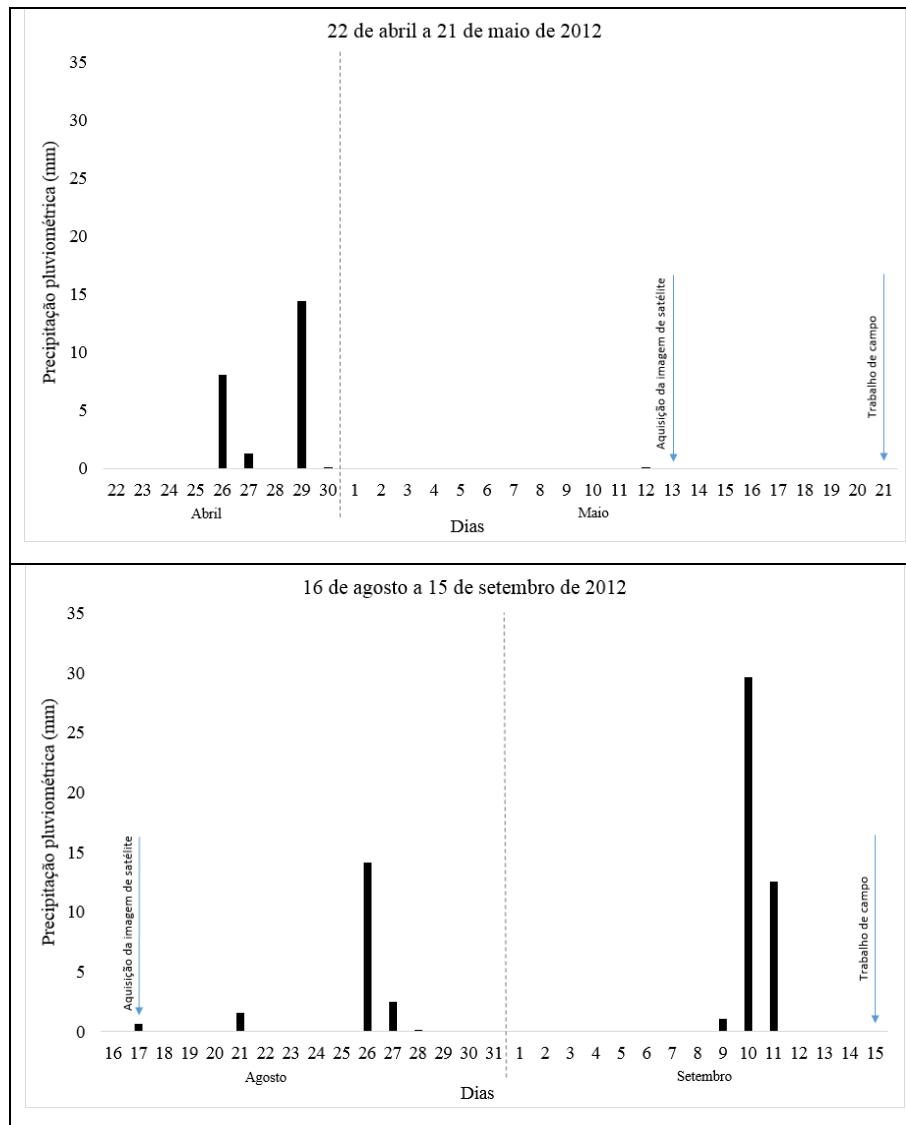 22 de abril a 21 de maio de 2012
Precipitação pluviométrica (mm)
35
30
25
20
15
10
5
0
Aquisição da imagem de satélite
Trabalho de campo
22 23 24 25 26 27 28 29 30 1 2 3 4 5 6 7 8 9 10 11 12 13 14 15 16 17 18 19 20 21
Abril Maio
Dias
16 de agosto a 15 de setembro de 2012
Precipitação pluviométrica (mm)
35
30
25
20
15
10
5
0
Aquisição da imagem de satélite
Trabalho de campo
16 17 18 19 20 21 22 23 24 25 26 27 28 29 30 31 1 2 3 4 5 6 7 8 9 10 11 12 13 14 15
Agosto Setembro
Dias